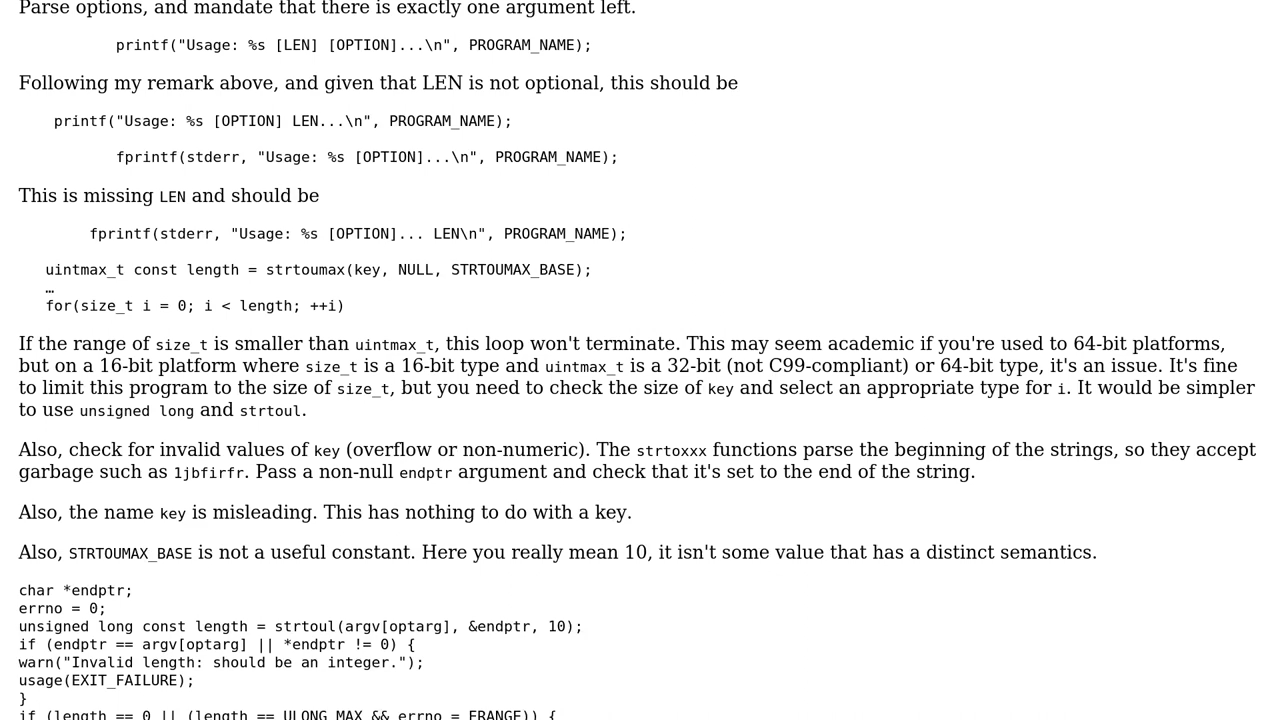 Parse options, and mandate that there is exactly one argument left.
printf("Usage: %s [LEN] [OPTION]...\n", PROGRAM_NAME);
Following my remark above, and given that LEN is not optional, this should be
printf("Usage: %s [OPTION] LEN...\n", PROGRAM_NAME);
fprintf(stderr, "Usage: %s [OPTION]...\n", PROGRAM_NAME);
This is missing LEN and should be
fprintf(stderr, "Usage: %s [OPTION]... LEN\n", PROGRAM_NAME);
uintmax_t const length = strtoumax(key, NULL, STRTOUMAX_BASE);
…
for(size_t i = 0; i < length; ++i)
If the range of size_t is smaller than uintmax_t, this loop won't terminate. This may seem academic if you're used to 64-bit platforms,
but on a 16-bit platform where size_t is a 16-bit type and uintmax_t is a 32-bit (not C99-compliant) or 64-bit type, it's an issue. It's fine
to limit this program to the size of size_t, but you need to check the size of key and select an appropriate type for i. It would be simpler
to use unsigned long and strtoul.
Also, check for invalid values of key (overflow or non-numeric). The strtoxxx functions parse the beginning of the strings, so they accept
garbage such as 1jbfirfr. Pass a non-null endptr argument and check that it's set to the end of the string.
Also, the name key is misleading. This has nothing to do with a key.
Also, STRTOUMAX_BASE is not a useful constant. Here you really mean 10, it isn't some value that has a distinct semantics.
char *endptr;
errno = 0;
unsigned long const length = strtoul(argv[optarg], &endptr, 10);
if (endptr == argv[optarg] || *endptr != 0) {
warn("Invalid length: should be an integer.");
usage(EXIT_FAILURE);
}
if (length == 0 || (length == ULONG_MAX && errno = ERANGE)) {